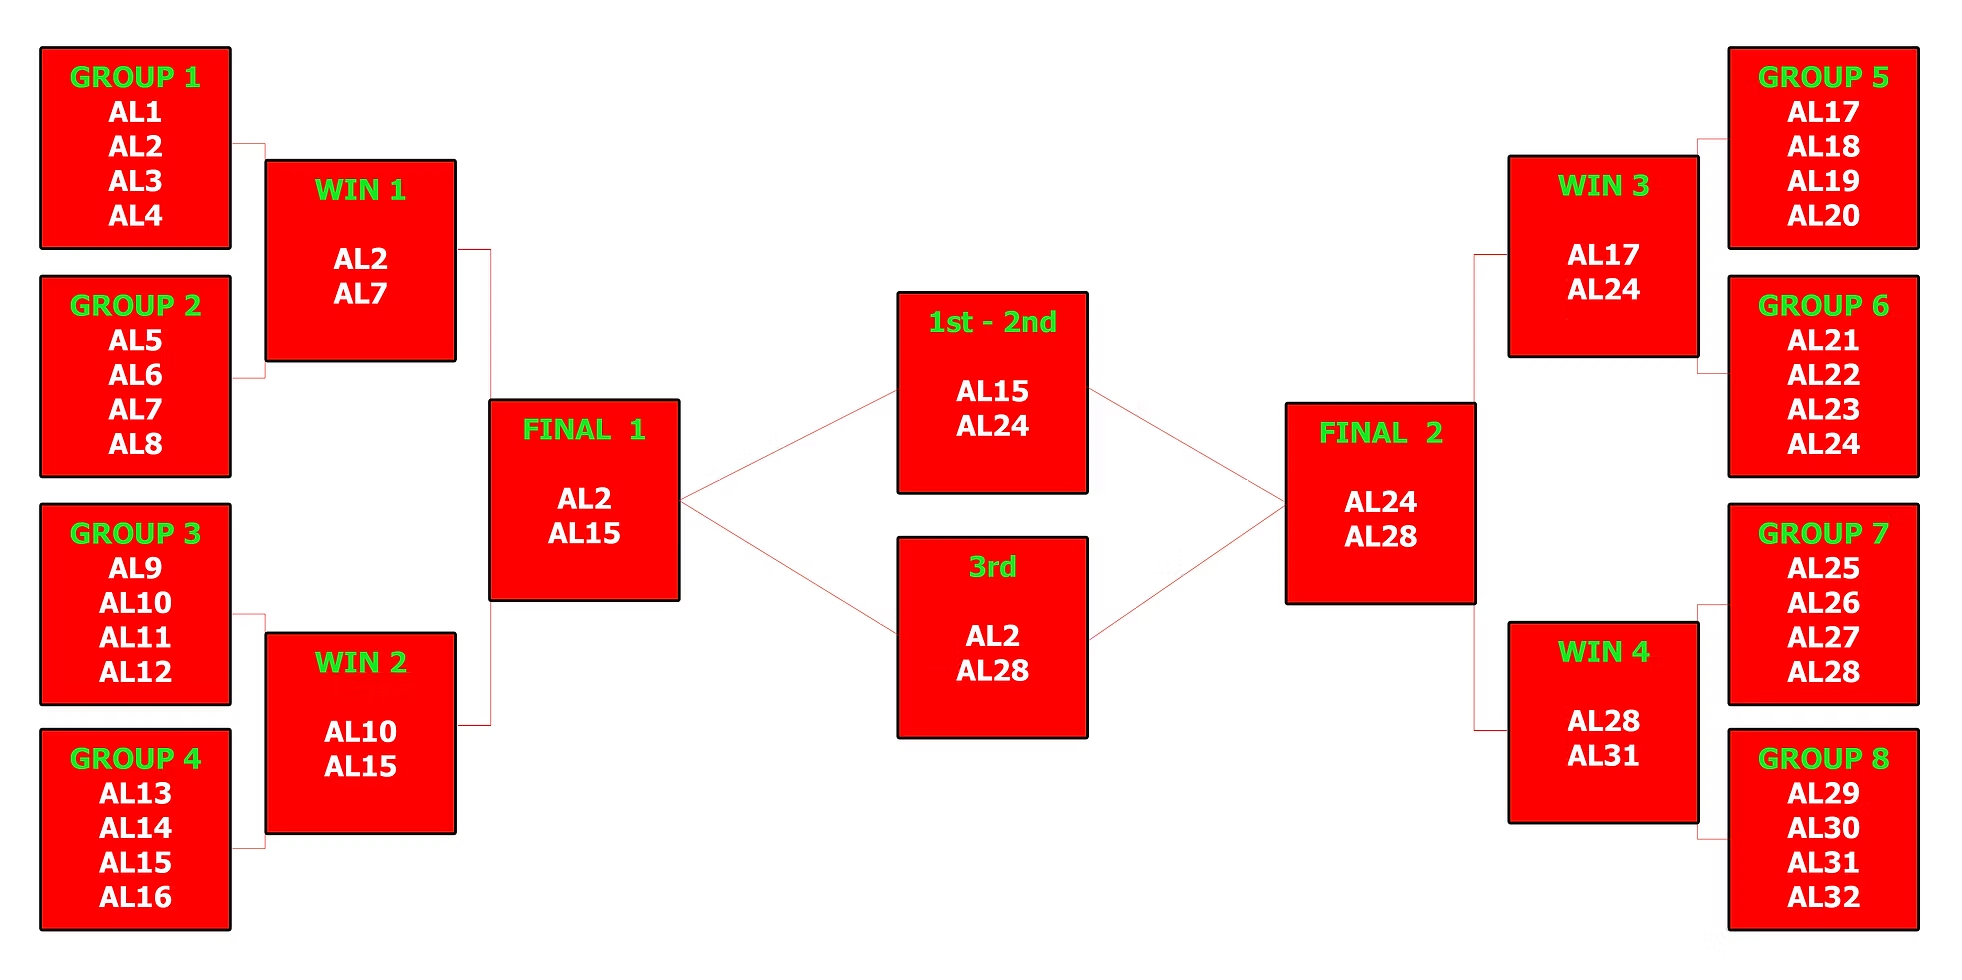 GROUP 1
AL1
AL2
AL3
AL4
GROUP 2
AL5
AL6
AL7
AL8
GROUP 3
AL9
AL10
AL11
AL12
GROUP 4
AL13
AL14
AL15
AL16
WIN 1
AL2
AL7
WIN 2
AL10
AL15
FINAL  1
AL2
AL15
1st - 2nd
AL15
AL24
3rd
AL2
AL28
FINAL  2
AL24
AL28
WIN 3
AL17
AL24
WIN 4
AL28
AL31
GROUP 5
AL17
AL18
AL19
AL20
GROUP 6
AL21
AL22
AL23
AL24
GROUP 7
AL25
AL26
AL27
AL28
GROUP 8
AL29
AL30
AL31
AL32